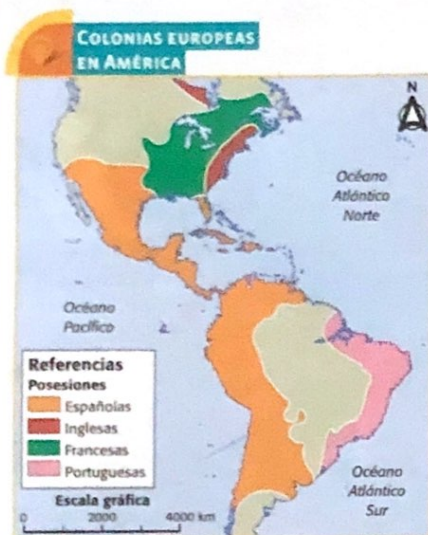 COLONIAS EUROPEAS
EN AMÉRICA
N
Océano
Atlántico
Norte
Océano
Pacífico
Referencias
Posesiones
Españolas
Inglesas
Francesas
Portuguesas
Escala gráfica
0 2000 4000 km
Océano
Atlántico
Sur